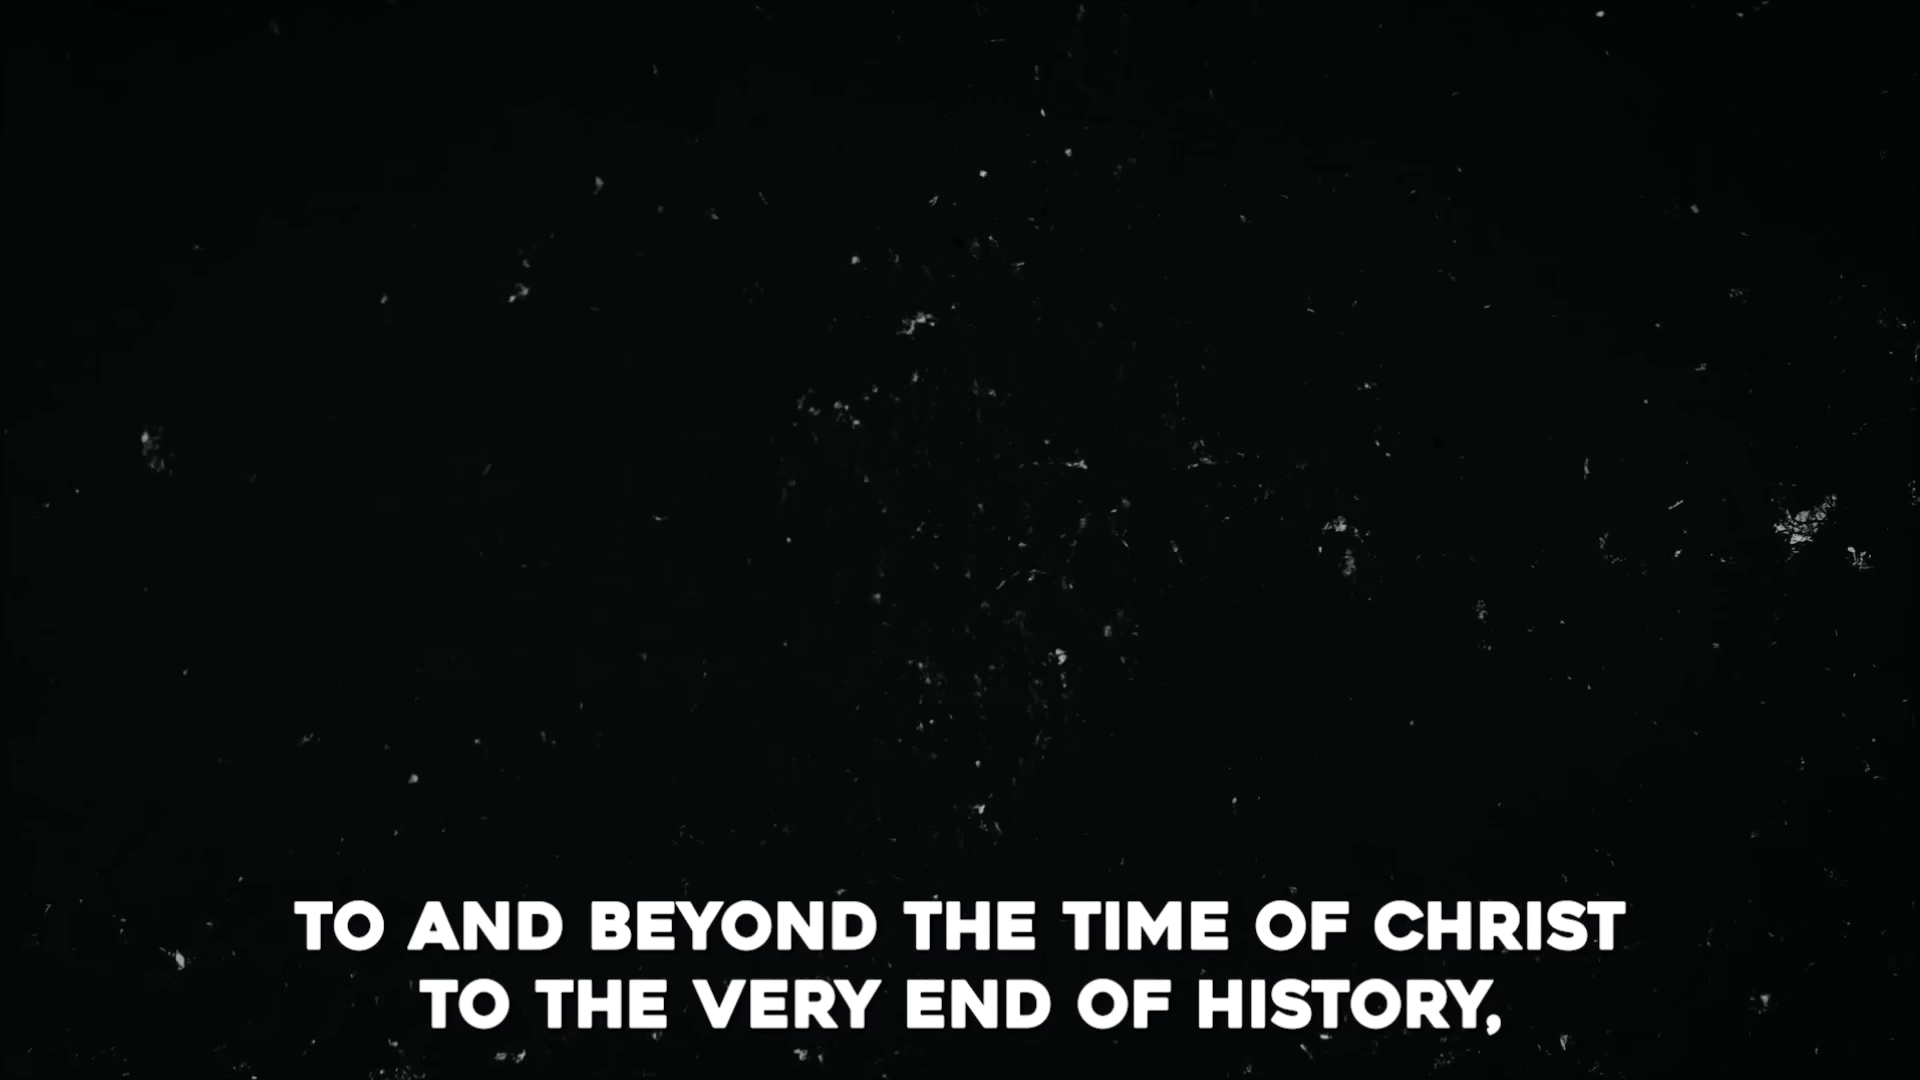 TO AND BEYOND THE TIME OF CHRIST
TO THE VERY END OF HISTORY,